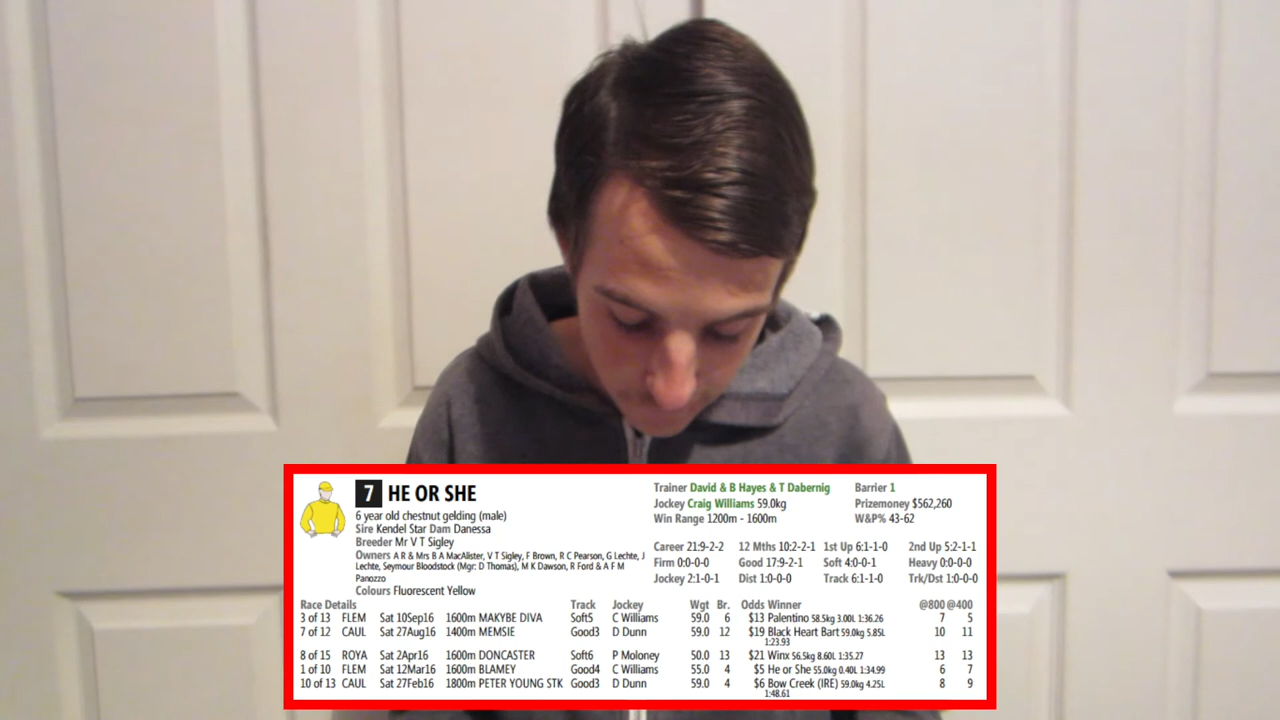 7 HE OR SHE
6 year old chestnut gelding (male)
Sire Kendel Star Dam Danessa
Breeder Mr V T Sigley
Owners A R & Mrs B A MacAlister, V T Sigley, F Brown, R C Pearson, G Lechte, J
Lechte, Seymour Bloodstock (Mgr: D Thomas), M K Dawson, R Ford & A F M
Panozzo
Colours Fluorescent Yellow
Trainer David & B Hayes & T Dabernig Barrier 1
Jockey Craig Williams 59.0kg Prizemoney $562,260
Win Range 1200m - 1600m W&P% 43-62
Career 21:9-2-2 12 Mths 10:2-2-1 1st Up 6:1-1-0 2nd Up 5:2-1-1
Firm 0:0-0-0 Good 17:9-2-1 Soft 4:0-0-1 Heavy 0:0-0-0
Jockey 2:1-0-1 Dist 1:0-0-0 Track 6:1-1-0 Trk/Dst 1:0-0-0
Race Details Track Jockey Wgt Br. Odds Winner @800 @400
3 of 13 FLEM Sat 10Sep16 1600m MAKYBE DIVA Soft5 C Williams 59.0 6 $13 Palentino 58.5kg 3.00L 1:36.26 7 5
7 of 12 CAUL Sat 27Aug16 1400m MEMSIE Good3 D Dunn 59.0 12 $19 Black Heart Bart 59.0kg 5.85L 10 11
1:23.93
8 of 15 ROYA Sat 2Apr16 1600m DONCASTER Soft6 P Moloney 50.0 13 $21 Winx 56.5kg 8.60L 1:35.27 13 13
1 of 10 FLEM Sat 12Mar16 1600m BLAMEY Good4 C Williams 55.0 4 $5 He or She 55.0kg 0.40L 1:34.99 6 7
10 of 13 CAUL Sat 27Feb16 1800m PETER YOUNG STK Good3 D Dunn 59.0 4 $6 Bow Creek (IRE) 59.0kg 4.25L 8 9
1:48.61